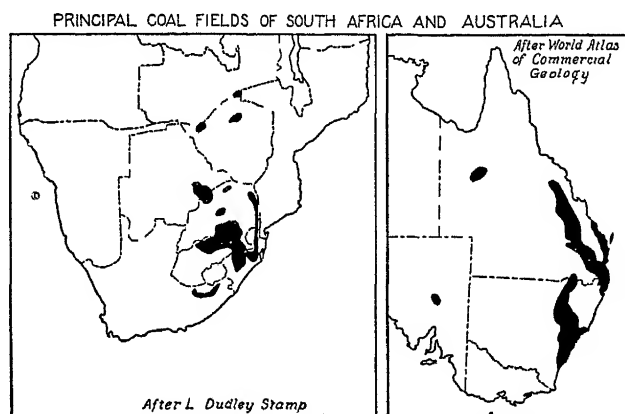 PRINCIPAL COAL FIELDS OF SOUTH AFRICA AND AUSTRALIA
After World Atlas
of Commercial
Geology
After L Dudley Stamp